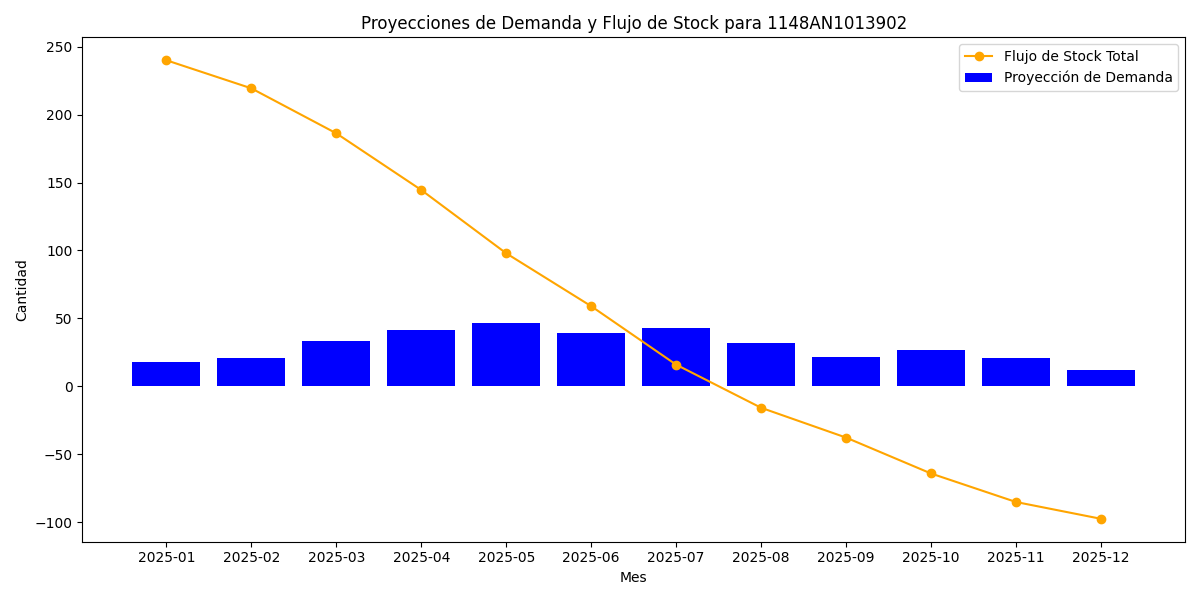 Proyecciones de Demanda y Flujo de Stock para 1148AN1013902
Flujo de Stock Total
Proyección de Demanda
Cantidad
250
200
150
100
50
0
−50
−100
2025-01 2025-02 2025-03 2025-04 2025-05 2025-06 2025-07 2025-08 2025-09 2025-10 2025-11 2025-12
Mes